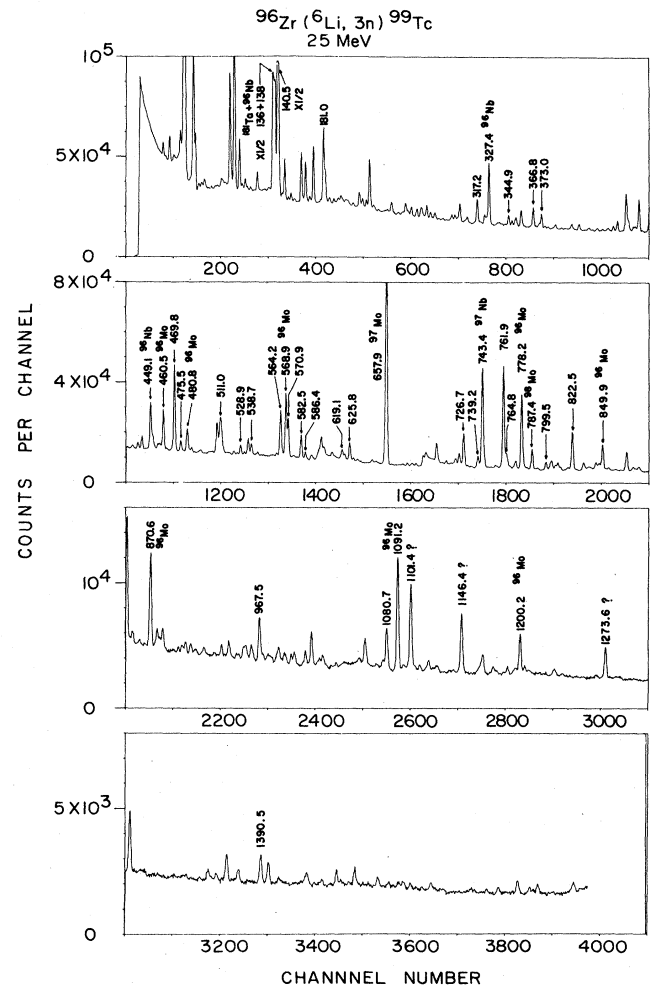 96Zr (6Li, 3n) 99Tc
25 MeV
COUNTS PER CHANNEL
10^5
5X10^4
0
181Ta + 96Nb
X1/2 136+138
140.5
X1/2
181.0
317.2
327.4 96Nb
344.9
366.8
373.0
200 400 600 800 1000
8X10^4
4X10^4
0
449.1 96Nb
460.5 96Mo
469.8
475.5
480.8 96Mo
511.0
528.9
538.7
564.2
568.9 96Mo
570.9
582.5
586.4
619.1
625.8
657.9 97Mo
726.7
739.2
743.4 97Nb
761.9
764.8
778.2 96Mo
787.4 96Mo
799.5
822.5
849.9 96Mo
1200 1400 1600 1800 2000
10^4
0
870.6
96Mo
967.5
1080.7
96Mo
1091.2
1101.4 ?
1146.4 ?
1200.2 96Mo
1273.6 ?
2200 2400 2600 2800 3000
5X10^3
0
1390.5
3200 3400 3600 3800 4000
CHANNNEL NUMBER